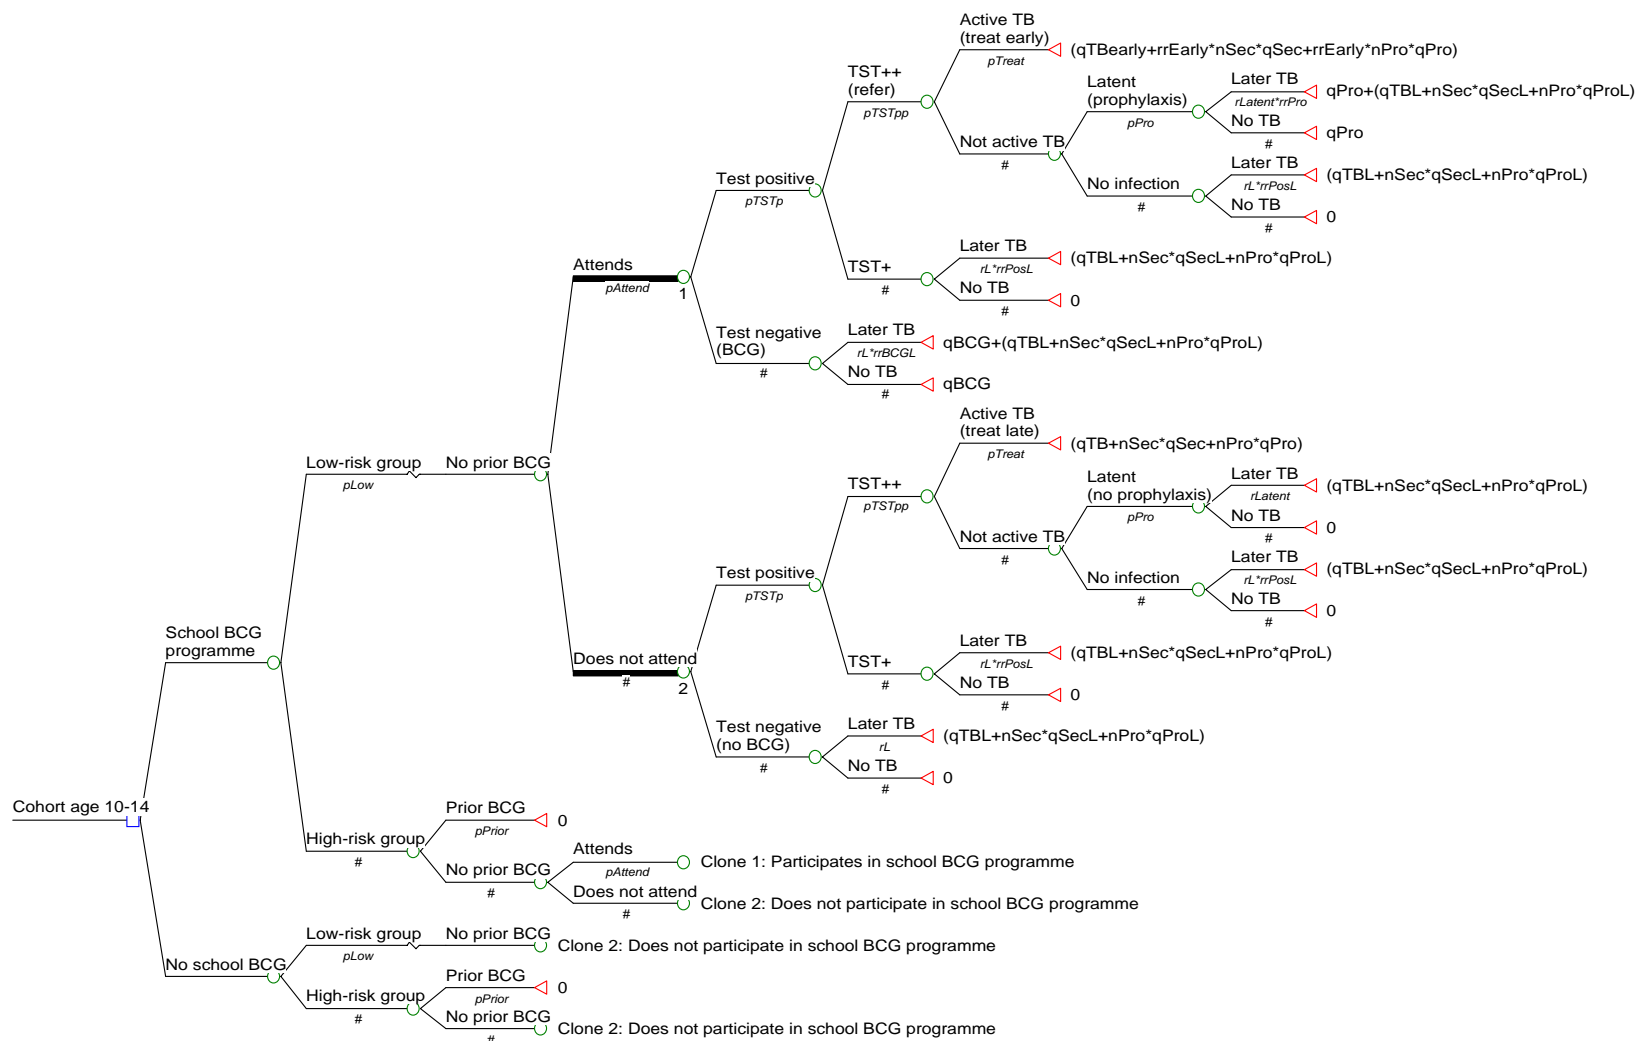 Active TB
(treat early)
pTreat
(qTBearly+rrEarly*nSec*qSec+rrEarly*nPro*qPro)
TST++
(refer)
pTSTpp
Latent
(prophylaxis)
pPro
Later TB
rLatent*rrPro
qPro+(qTBL+nSec*qSecL+nPro*qProL)
No TB
#
qPro
Not active TB
#
No infection
#
Later TB
rL*rrPosL
(qTBL+nSec*qSecL+nPro*qProL)
No TB
#
0
Test positive
pTSTp
TST+
#
Later TB
rL*rrPosL
(qTBL+nSec*qSecL+nPro*qProL)
No TB
#
0
Attends
pAttend
1
Test negative
(BCG)
#
Later TB
rL*rrBCGL
qBCG+(qTBL+nSec*qSecL+nPro*qProL)
No TB
#
qBCG
Low-risk group
pLow
No prior BCG
Active TB
(treat late)
pTreat
(qTB+nSec*qSec+nPro*qPro)
TST++
pTSTpp
Latent
(no prophylaxis)
pPro
Later TB
rLatent
(qTBL+nSec*qSecL+nPro*qProL)
No TB
#
0
Not active TB
#
No infection
#
Later TB
rL*rrPosL
(qTBL+nSec*qSecL+nPro*qProL)
No TB
#
0
Test positive
pTSTp
TST+
#
Later TB
rL*rrPosL
(qTBL+nSec*qSecL+nPro*qProL)
No TB
#
0
Does not attend
#
2
Test negative
(no BCG)
#
Later TB
rL
(qTBL+nSec*qSecL+nPro*qProL)
No TB
#
0
School BCG
programme
Cohort age 10-14
High-risk group
#
Prior BCG
pPrior
0
No prior BCG
#
Attends
pAttend
Clone 1: Participates in school BCG programme
Does not attend
#
Clone 2: Does not participate in school BCG programme
No school BCG
Low-risk group
pLow
No prior BCG
Clone 2: Does not participate in school BCG programme
High-risk group
#
Prior BCG
pPrior
0
No prior BCG
#
Clone 2: Does not participate in school BCG programme